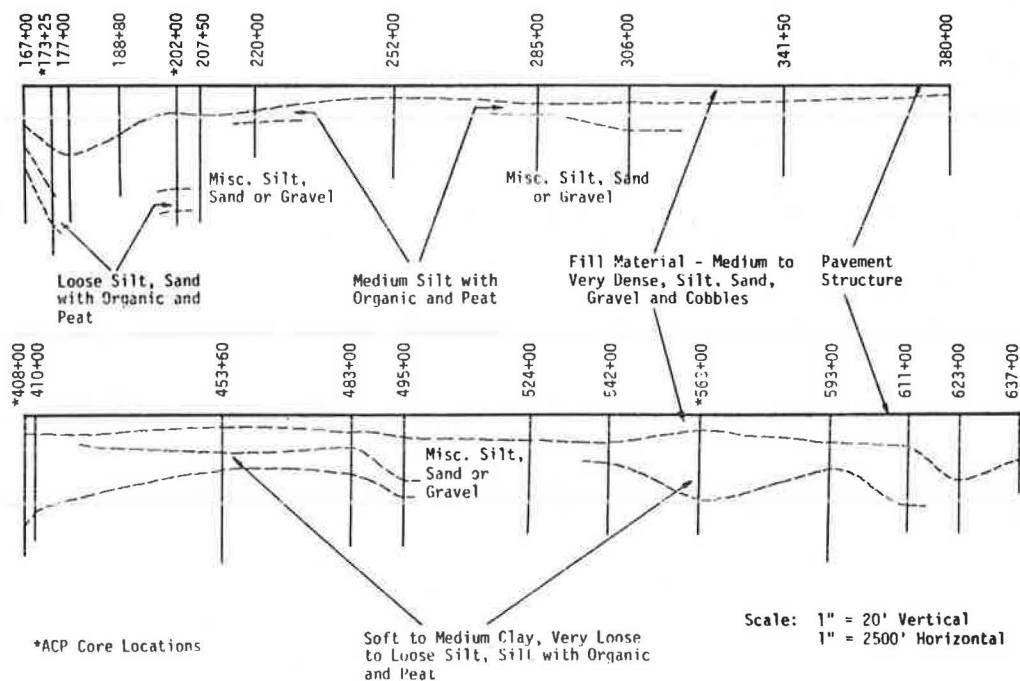 167+00
*173+25
177+00
188+80
*202+00
207+50
220+00
252+00
285+00
306+00
341+50
380+00
Misc. Silt,
Sand or Gravel
Misc. Silt, Sand
or Gravel
Loose Silt, Sand
with Organic and
Peat
Medium Silt with
Organic and Peat
Fill Material - Medium to
Very Dense, Silt, Sand,
Gravel and Cobbles
Pavement
Structure
*408+00
410+00
453+60
483+00
495+00
524+00
542+00
593+00
611+00
623+00
637+00
Misc. Silt,
Sand or
Gravel
*ACP Core Locations
Soft to Medium Clay, Very Loose
to Loose Silt, Silt with Organic
and Peat
Scale: 1" = 20' Vertical
1" = 2500' Horizontal